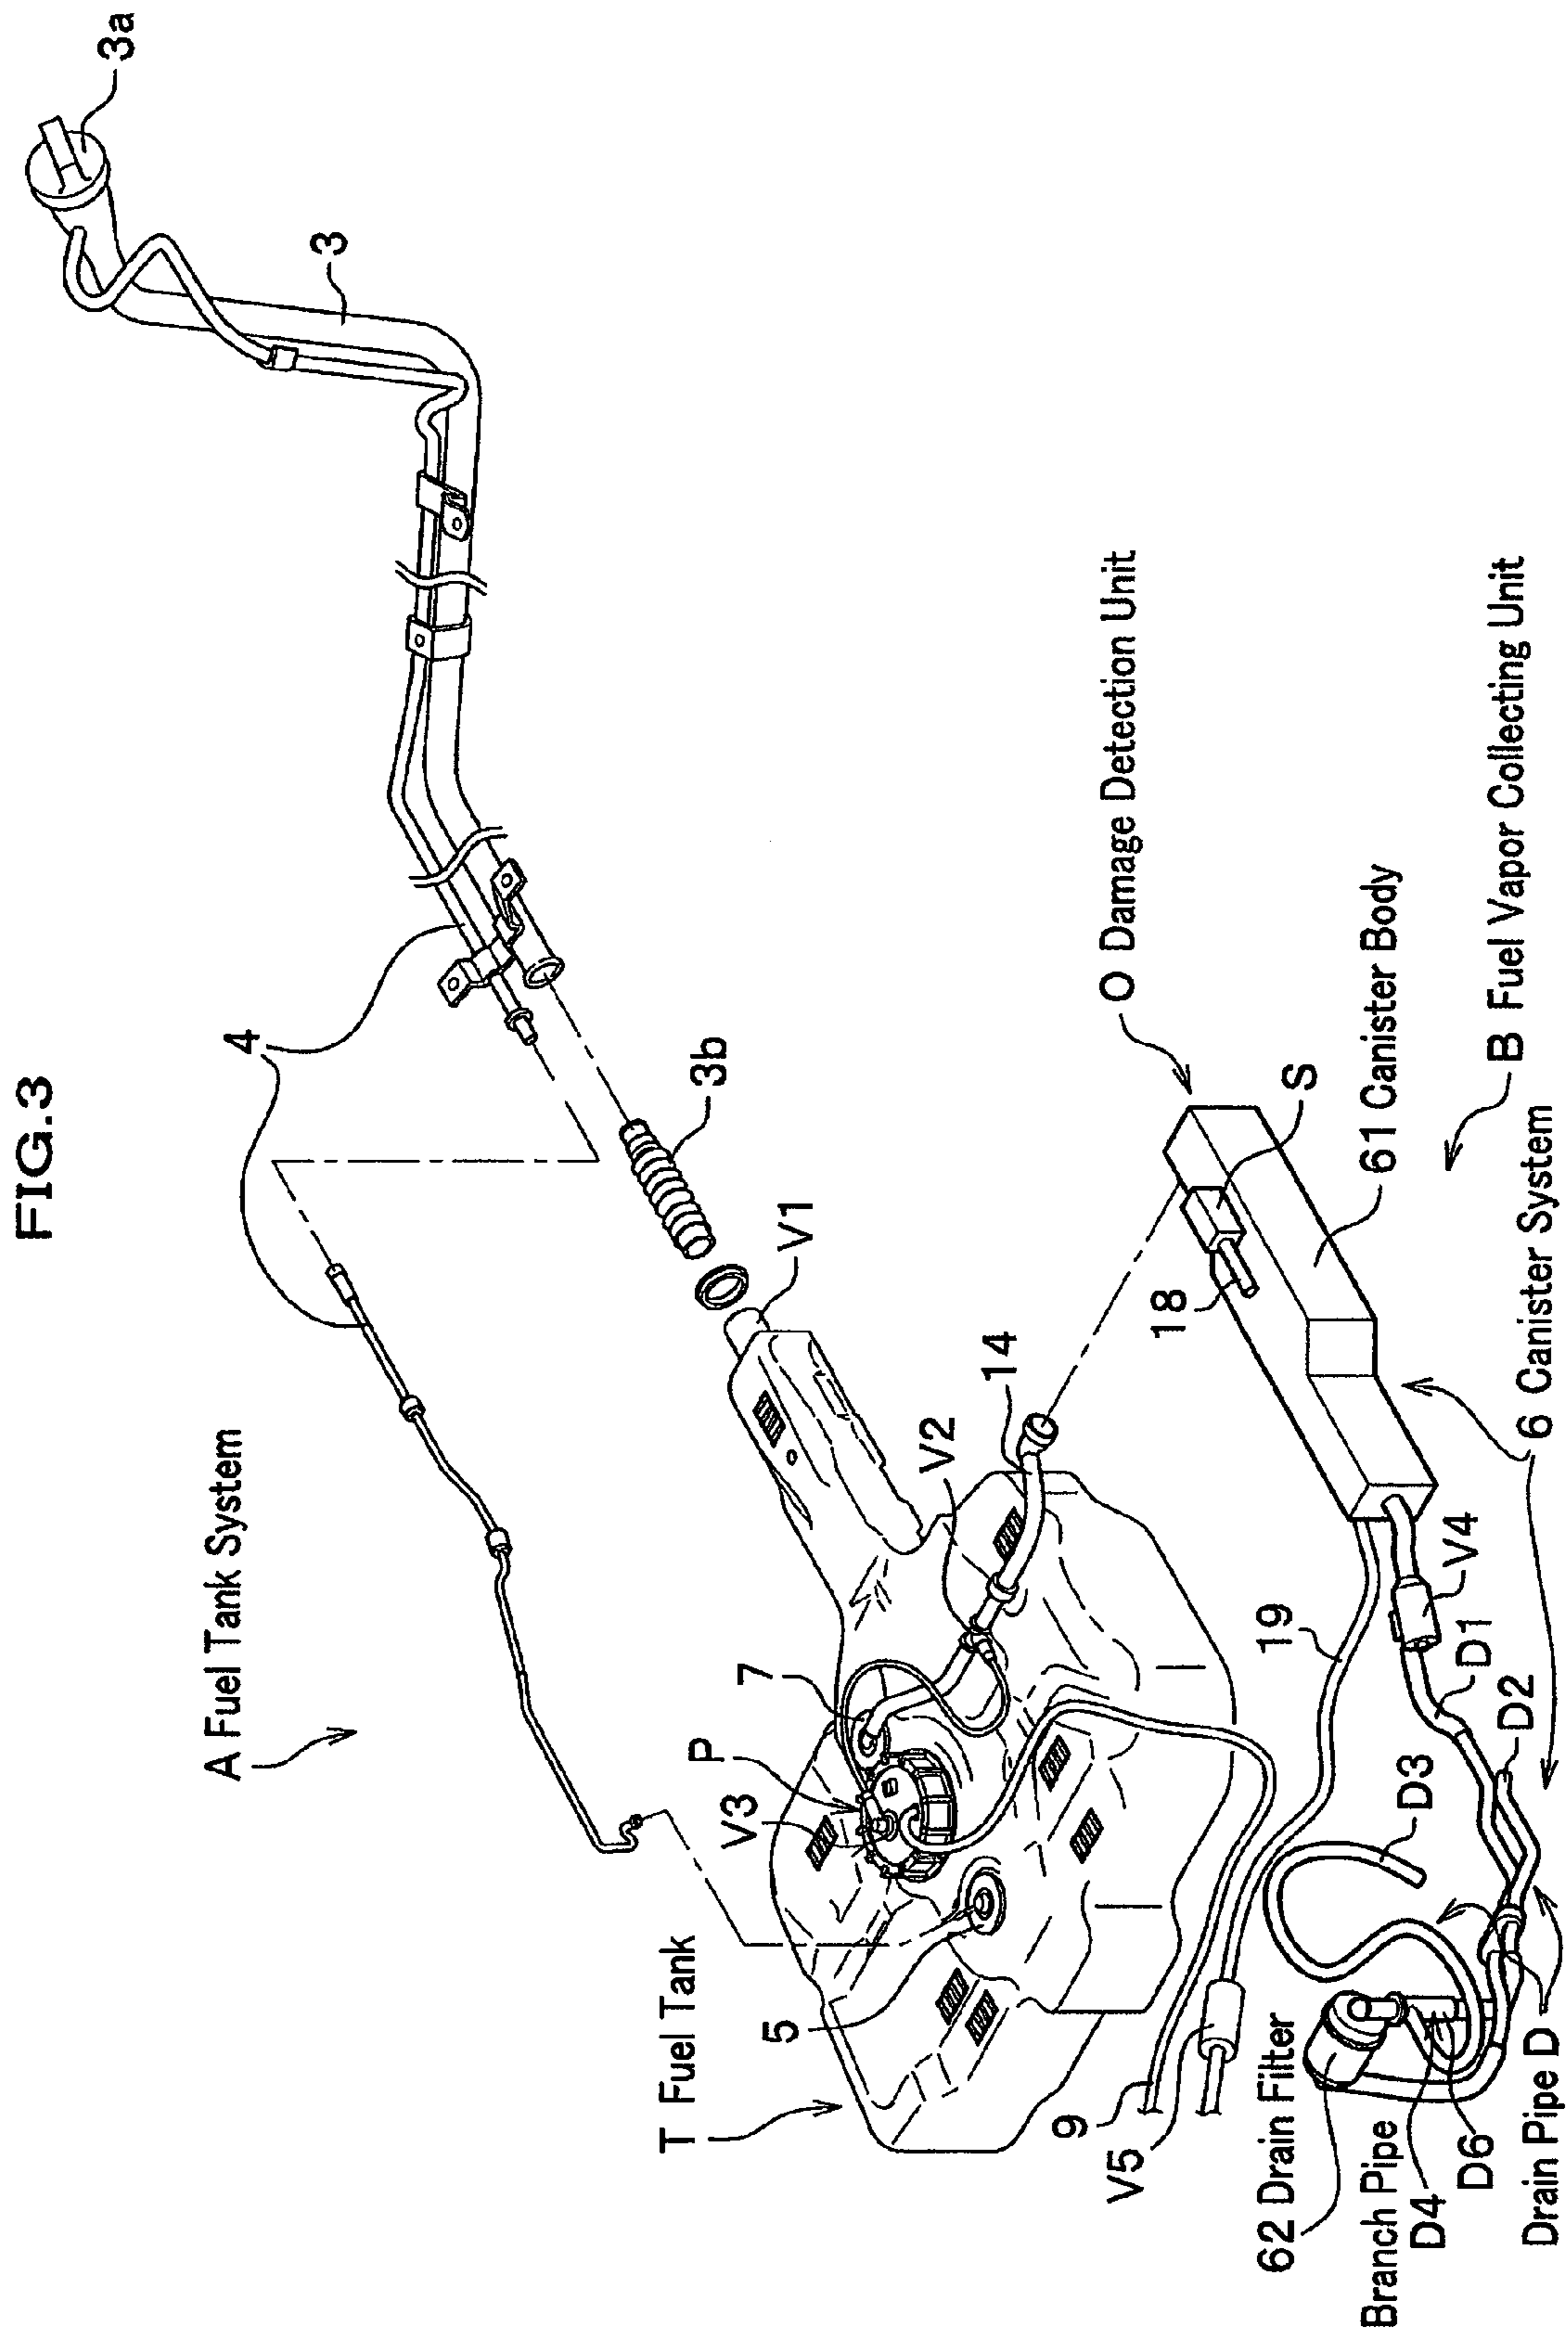 FIG.3
A Fuel Tank System
4
3
3a
3b
V1
T Fuel Tank
5
V3
P
7
V2
14
O Damage Detection Unit
9
V5
19
18
S
61 Canister Body
B Fuel Vapor Collecting Unit
62 Drain Filter
Branch Pipe
D4
D6
D3
D1
V4
D2
6 Canister System
Drain Pipe D